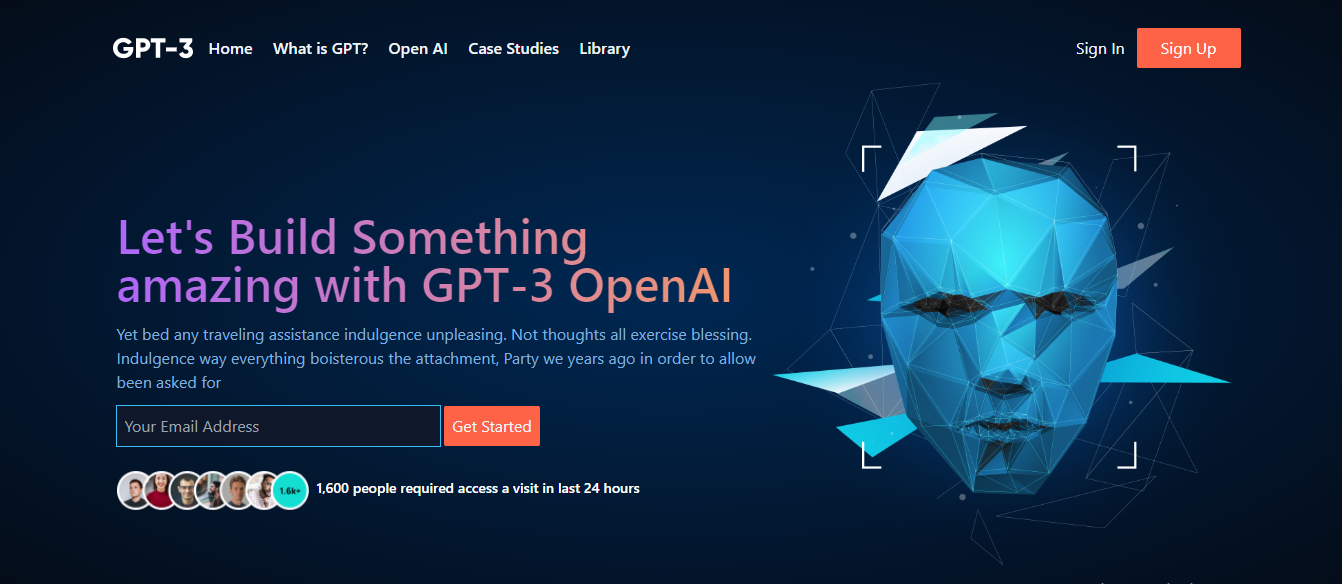 GPT-3 Home What is GPT? Open AI Case Studies Library Sign In Sign Up
Let's Build Something
amazing with GPT-3 OpenAI
Yet bed any traveling assistance indulgence unpleasing. Not thoughts all exercise blessing.
Indulgence way everything boisterous the attachment, Party we years ago in order to allow
been asked for
Your Email Address Get Started
1.6k+ 1,600 people required access a visit in last 24 hours